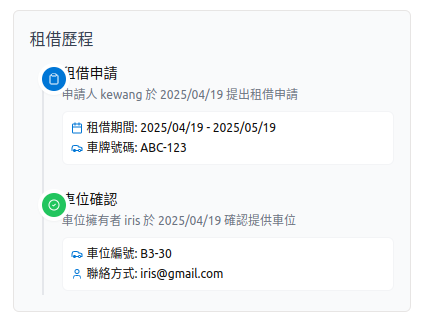 租借歷程
租借申請
申請人 kewang 於 2025/04/19 提出租借申請
租借期間: 2025/04/19 - 2025/05/19
車牌號碼: ABC-123
車位確認
車位擁有者 iris 於 2025/04/19 確認提供車位
車位編號: B3-30
聯絡方式: iris@gmail.com